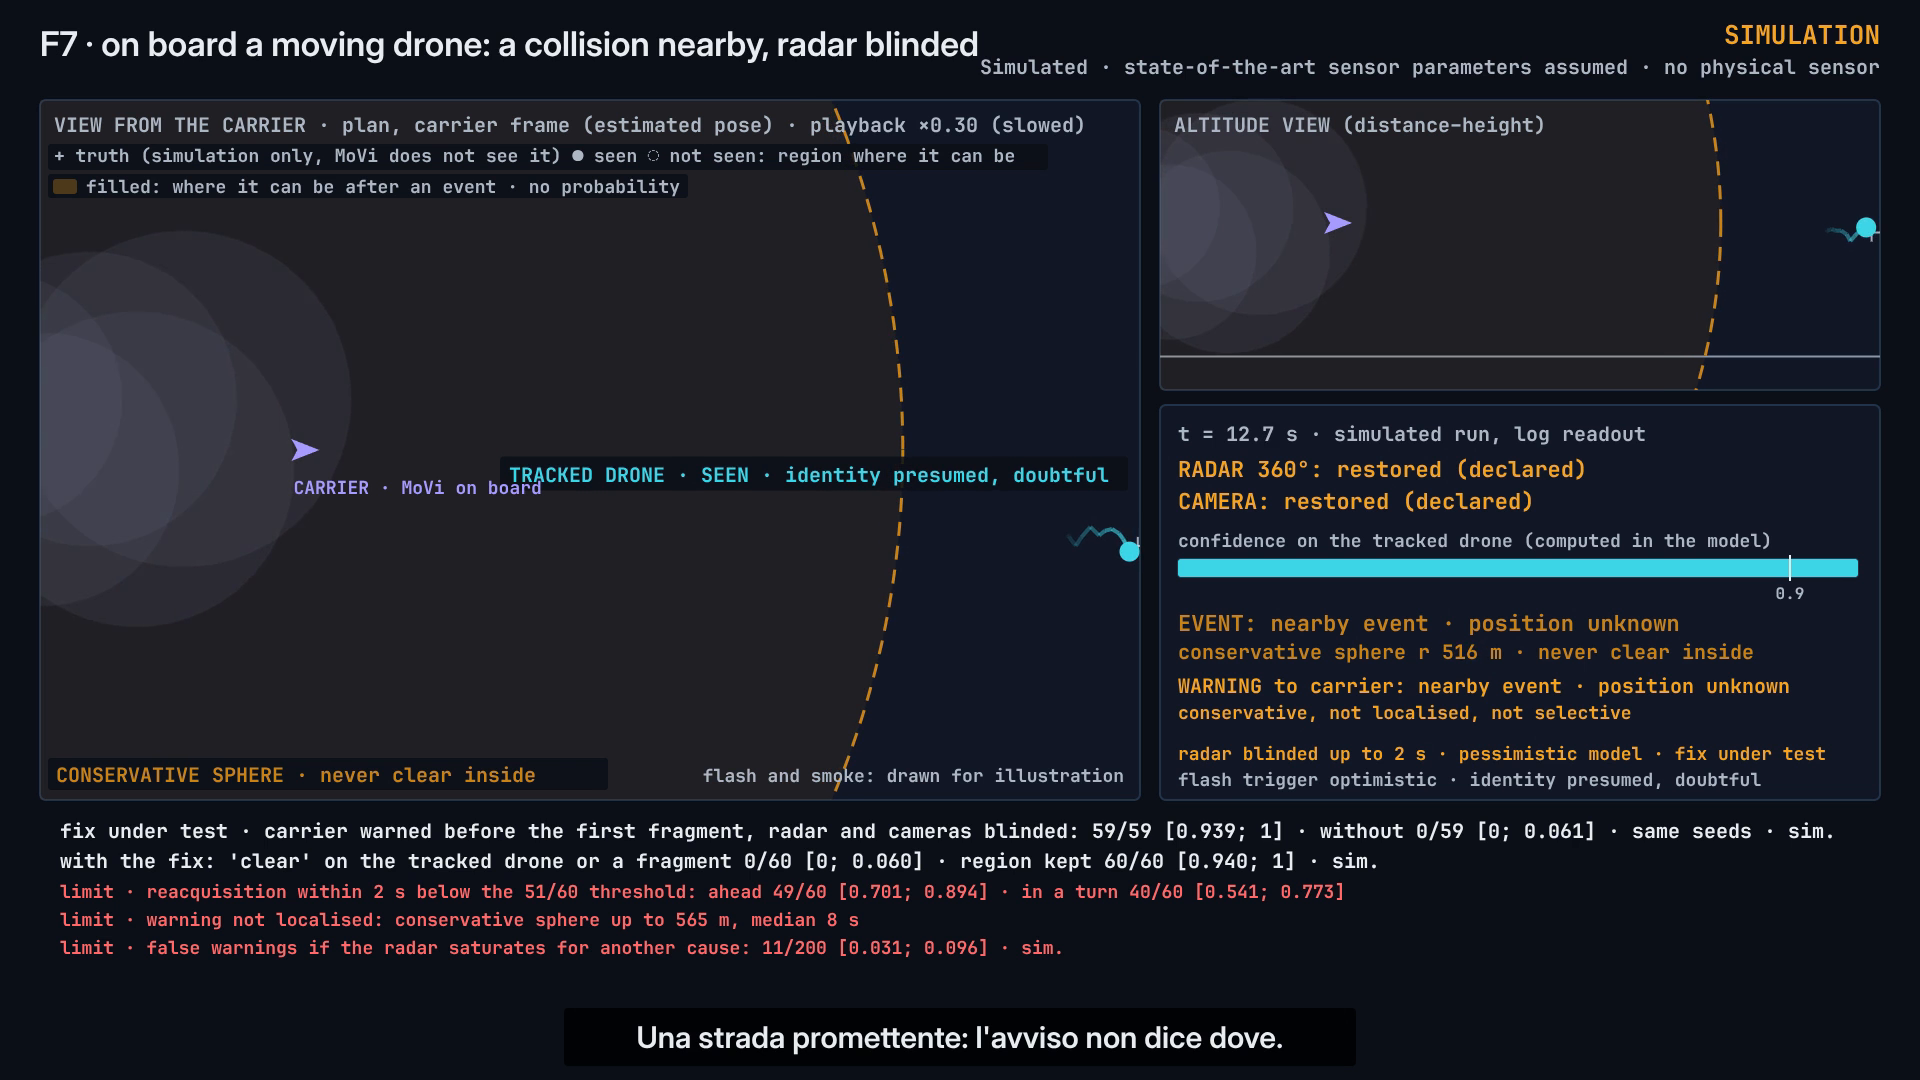 F7 · on board a moving drone: a collision nearby, radar blinded
SIMULATION
Simulated · state-of-the-art sensor parameters assumed · no physical sensor
VIEW FROM THE CARRIER · plan, carrier frame (estimated pose) · playback ×0.30 (slowed)
+ truth (simulation only, MoVi does not see it) ● seen ◌ not seen: region where it can be
filled: where it can be after an event · no probability
TRACKED DRONE · SEEN · identity presumed, doubtful
CARRIER · MoVi on board
CONSERVATIVE SPHERE · never clear inside
flash and smoke: drawn for illustration
ALTITUDE VIEW (distance-height)
t = 12.7 s · simulated run, log readout
RADAR 360°: restored (declared)
CAMERA: restored (declared)
confidence on the tracked drone (computed in the model)
0.9
EVENT: nearby event · position unknown
conservative sphere r 516 m · never clear inside
WARNING to carrier: nearby event · position unknown
conservative, not localised, not selective
radar blinded up to 2 s · pessimistic model · fix under test
flash trigger optimistic · identity presumed, doubtful
fix under test · carrier warned before the first fragment, radar and cameras blinded: 59/59 [0.939; 1] · without 0/59 [0; 0.061] · same seeds · sim.
with the fix: 'clear' on the tracked drone or a fragment 0/60 [0; 0.060] · region kept 60/60 [0.940; 1] · sim.
limit · reacquisition within 2 s below the 51/60 threshold: ahead 49/60 [0.701; 0.894] · in a turn 40/60 [0.541; 0.773]
limit · warning not localised: conservative sphere up to 565 m, median 8 s
limit · false warnings if the radar saturates for another cause: 11/200 [0.031; 0.096] · sim.
Una strada promettente: l'avviso non dice dove.